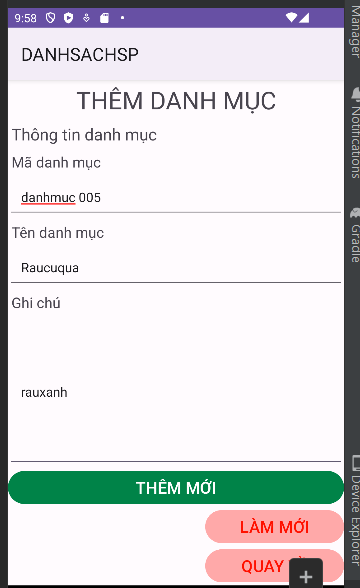 9:58
DANHSACHSP
THÊM DANH MỤC
Thông tin danh mục
Mã danh mục
danhmuc 005
Tên danh mục
Raucuqua
Ghi chú
rauxanh
THÊM MỚI
LÀM MỚI
QUAY
Manager
Notifications
Gradle
Device Explorer